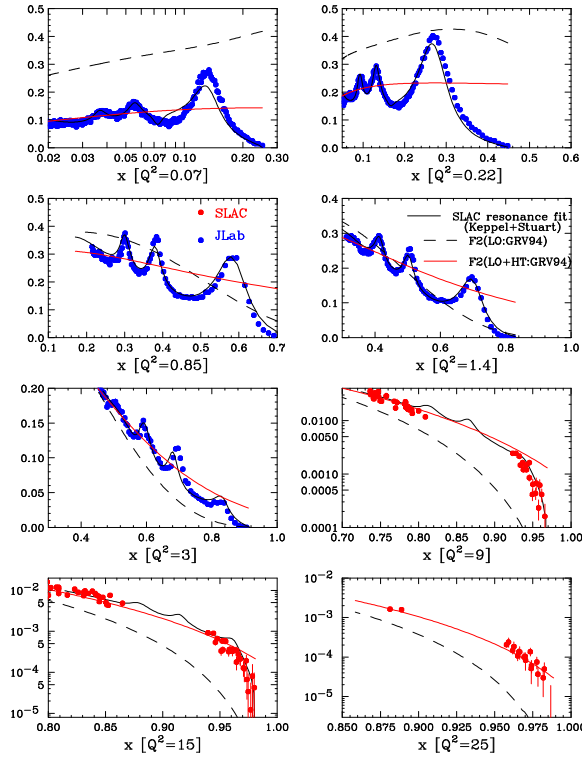 0.5
0.4
0.3
0.2
0.1
0.0
0.02 0.03 0.05 0.07 0.10 0.20 0.30
x [Q²=0.07]
0.5
0.4
0.3
0.2
0.1
0.0
0.1 0.2 0.3 0.4 0.5 0.6
x [Q²=0.22]
0.5
0.4
0.3
0.2
0.1
0.0
SLAC
JLab
0.1 0.2 0.3 0.4 0.5 0.6 0.7
x [Q²=0.85]
0.5
0.4
0.3
0.2
0.1
0.0
SLAC resonance fit
(Keppel+Stuart)
F2(LO:GRV94)
F2(LO+HT:GRV94)
0.4 0.6 0.8 1.0
x [Q²=1.4]
0.20
0.15
0.10
0.05
0.00
0.4 0.6 0.8 1.0
x [Q²=3]
0.0100
0.0050
0.0010
0.0005
0.0001
0.70 0.75 0.80 0.85 0.90 0.95 1.00
x [Q²=9]
10⁻²
5
10⁻³
5
10⁻⁴
5
10⁻⁵
0.80 0.85 0.90 0.95 1.00
x [Q²=15]
10⁻²
10⁻³
10⁻⁴
10⁻⁵
0.850 0.875 0.900 0.925 0.950 0.975 1.000
x [Q²=25]